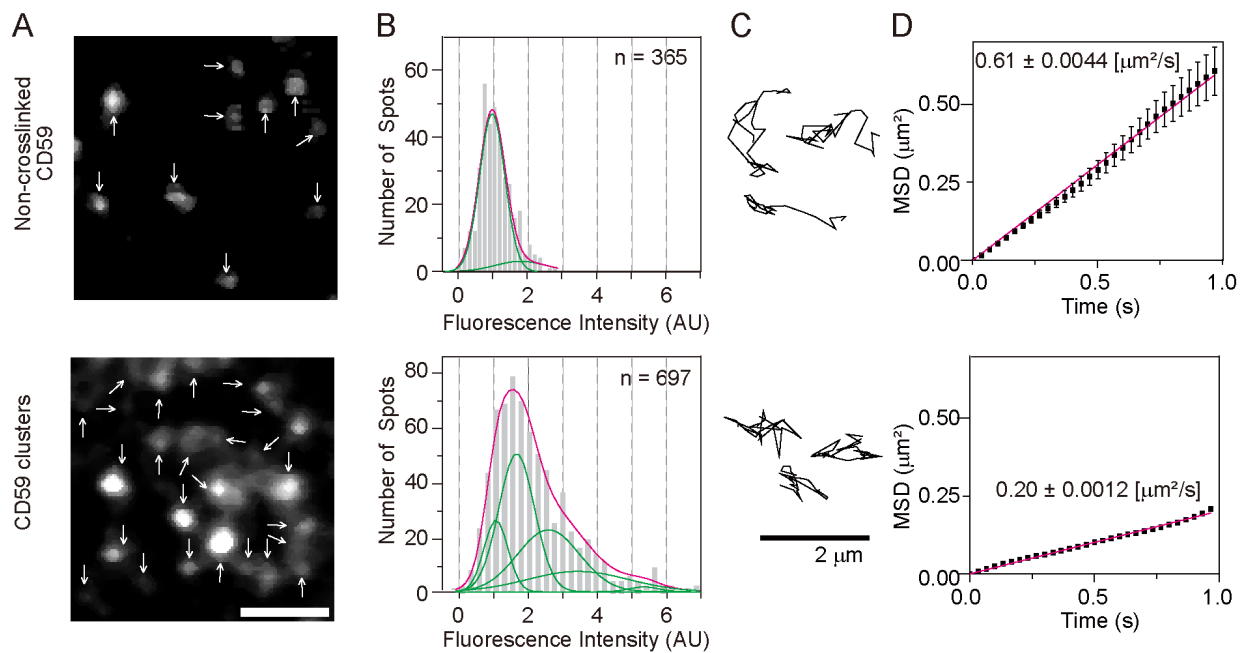 A
B
C
D
Non-crosslinked
CD59
n = 365
60
40
20
0
Number of Spots
0 2 4 6
Fluorescence Intensity (AU)
0.61 ± 0.0044 [μm²/s]
0.50
0.25
0.00
MSD (μm²)
0.0 0.5 1.0
Time (s)
CD59 clusters
n = 697
80
60
40
20
0
Number of Spots
0 2 4 6
Fluorescence Intensity (AU)
2 μm
0.50
0.20 ± 0.0012 [μm²/s]
0.25
0.00
MSD (μm²)
0.0 0.5 1.0
Time (s)